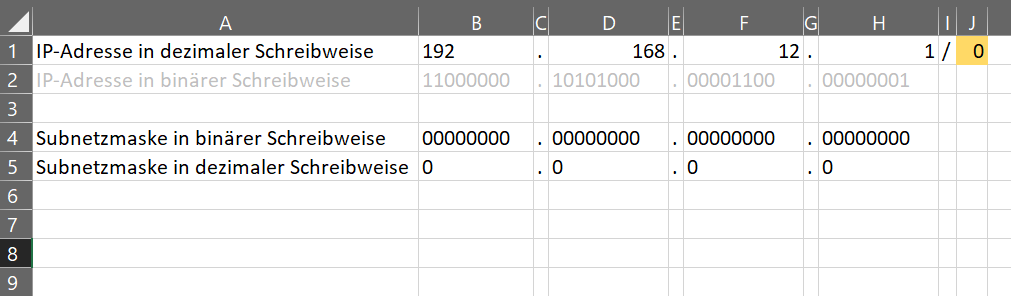 A B C D E F G H I J
1 IP-Adresse in dezimaler Schreibweise 192 . 168 . 12 . 1 / 0
2 IP-Adresse in binärer Schreibweise 11000000 . 10101000 . 00001100 . 00000001
3
4 Subnetzmaske in binärer Schreibweise 00000000 . 00000000 . 00000000 . 00000000
5 Subnetzmaske in dezimaler Schreibweise 0 . 0 . 0 . 0
6
7
8
9